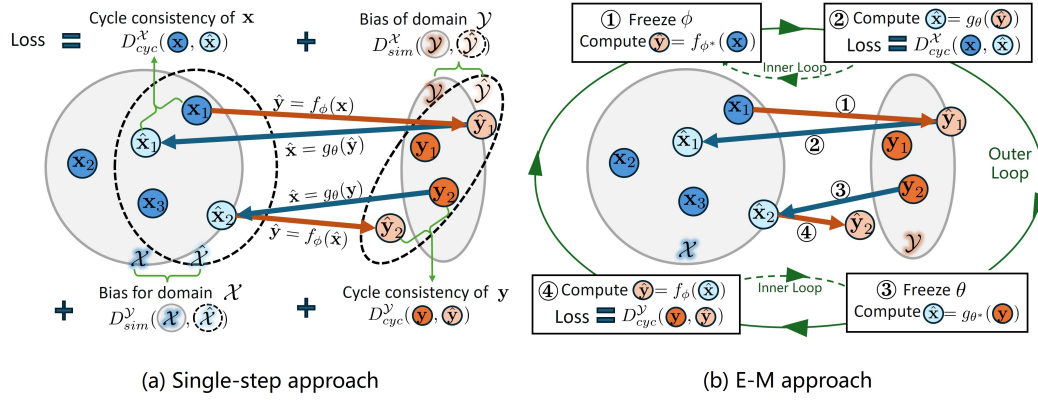 Cycle consistency of x
Bias of domain 𝒴
Loss = D^𝒳_cyc(x, x̂) + D^𝒳_sim(𝒴, 𝒴̂)
𝒴 𝒴̂
x₁
ŷ = f_ϕ(x)
ŷ₁
x̂₁
x̂ = g_θ(ŷ)
y₁
x₂
x̂ = g_θ(y)
y₂
x₃
x̂₂
ŷ = f_ϕ(x̂)
ŷ₂
𝒳 𝒳̂
Bias for domain 𝒳
Cycle consistency of y
+ D^𝒴_sim(𝒳, 𝒳̂) + D^𝒴_cyc(y, ŷ)
(a) Single-step approach
① Freeze ϕ
Compute ŷ = f_ϕ*(x)
② Compute x̂ = g_θ(ŷ)
Loss = D^𝒳_cyc(x, x̂)
Inner Loop
x₁
①
ŷ₁
x̂₁
②
y₁
Outer
Loop
x₂
③
y₂
x₃
x̂₂
④
ŷ₂
𝒳
𝒴
Inner Loop
④ Compute ŷ = f_ϕ(x̂)
Loss = D^𝒴_cyc(y, ŷ)
③ Freeze θ
Compute x̂ = g_θ*(y)
(b) E-M approach